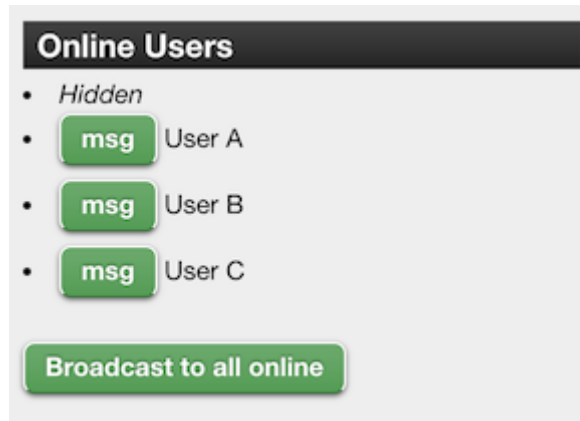 Online Users
Hidden
msg User A
msg User B
msg User C
Broadcast to all online